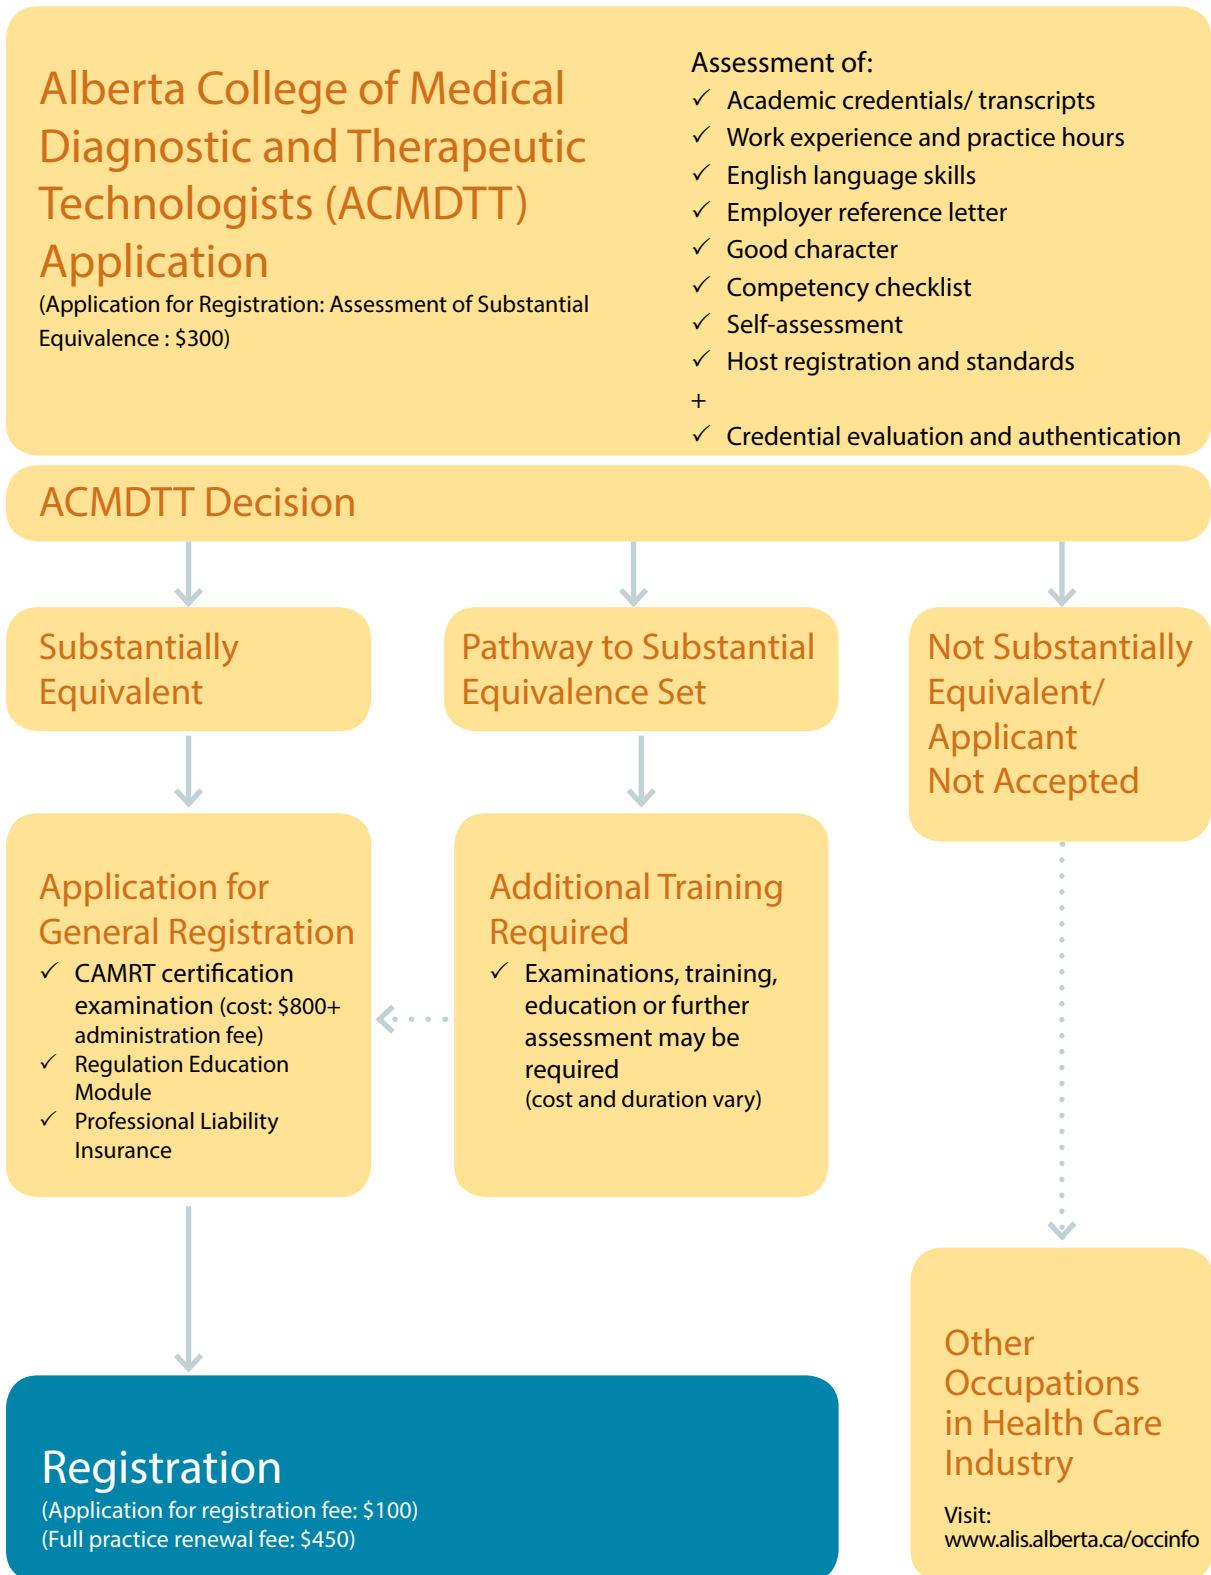 Alberta College of Medical
Diagnostic and Therapeutic
Technologists (ACMDTT)
Application
(Application for Registration: Assessment of Substantial
Equivalence : $300)
Assessment of:
✓ Academic credentials/ transcripts
✓ Work experience and practice hours
✓ English language skills
✓ Employer reference letter
✓ Good character
✓ Competency checklist
✓ Self-assessment
✓ Host registration and standards
+
✓ Credential evaluation and authentication
ACMDTT Decision
Substantially
Equivalent
Pathway to Substantial
Equivalence Set
Not Substantially
Equivalent/
Applicant
Not Accepted
Application for
General Registration
✓ CAMRT certification
examination (cost: $800+
administration fee)
✓ Regulation Education
Module
✓ Professional Liability
Insurance
Additional Training
Required
✓ Examinations, training,
education or further
assessment may be
required
(cost and duration vary)
Registration
(Application for registration fee: $100)
(Full practice renewal fee: $450)
Other
Occupations
in Health Care
Industry
Visit:
www.alis.alberta.ca/occinfo